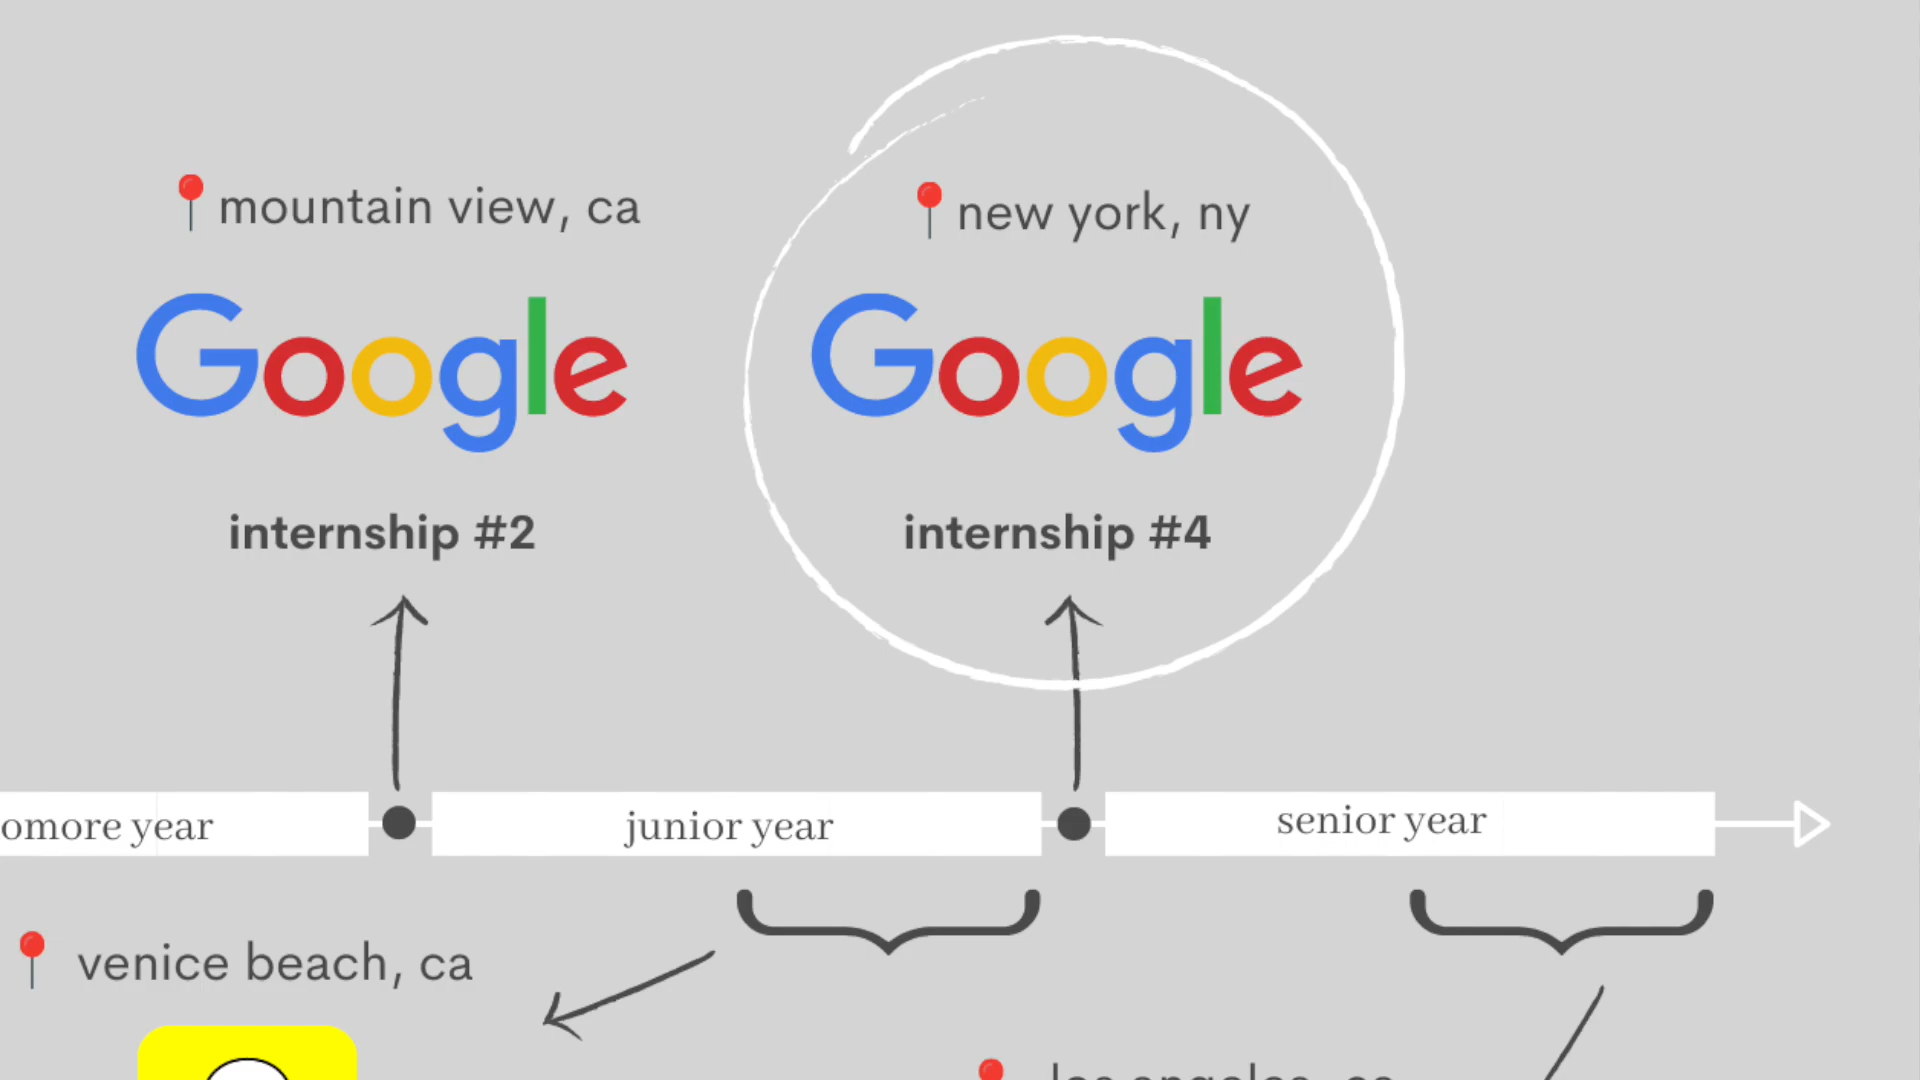 mountain view, ca
new york, ny
Google
Google
internship #2
internship #4
omore year
junior year
senior year
venice beach, ca
los angeles, ca